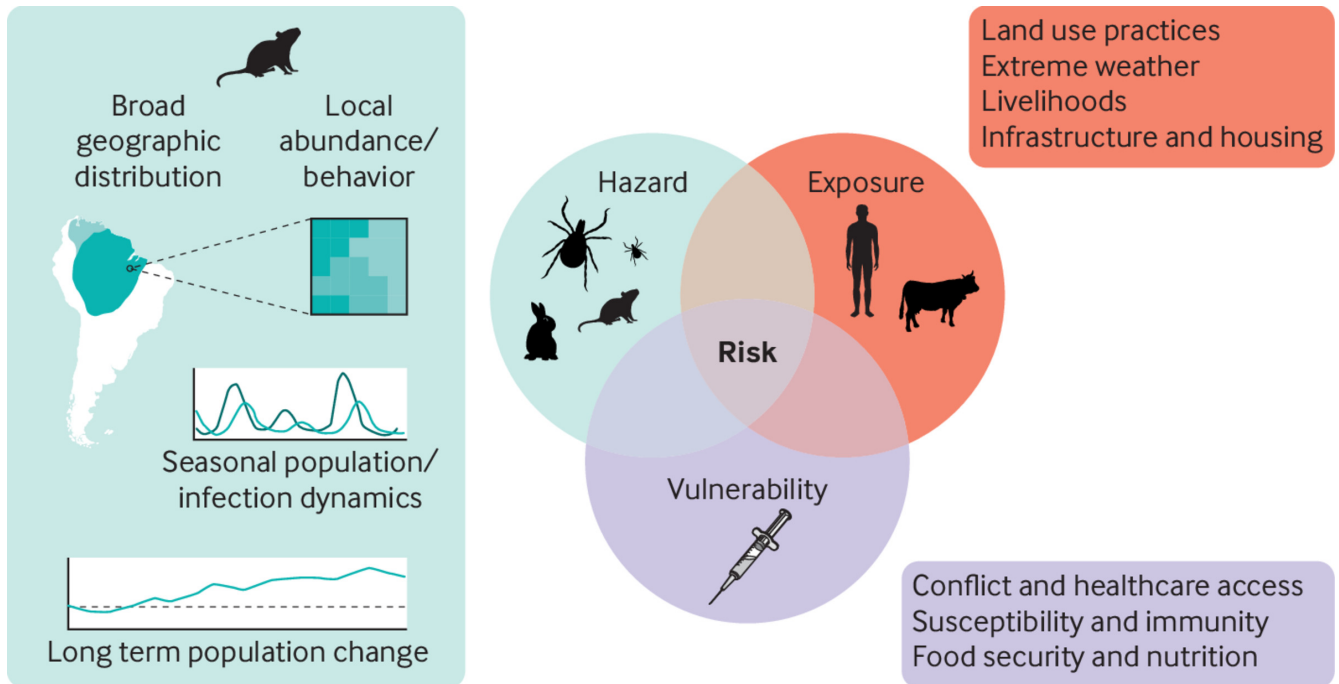 Broad
geographic
distribution
Local
abundance/
behavior
Seasonal population/
infection dynamics
Long term population change
Hazard
Exposure
Risk
Vulnerability
Land use practices
Extreme weather
Livelihoods
Infrastructure and housing
Conflict and healthcare access
Susceptibility and immunity
Food security and nutrition